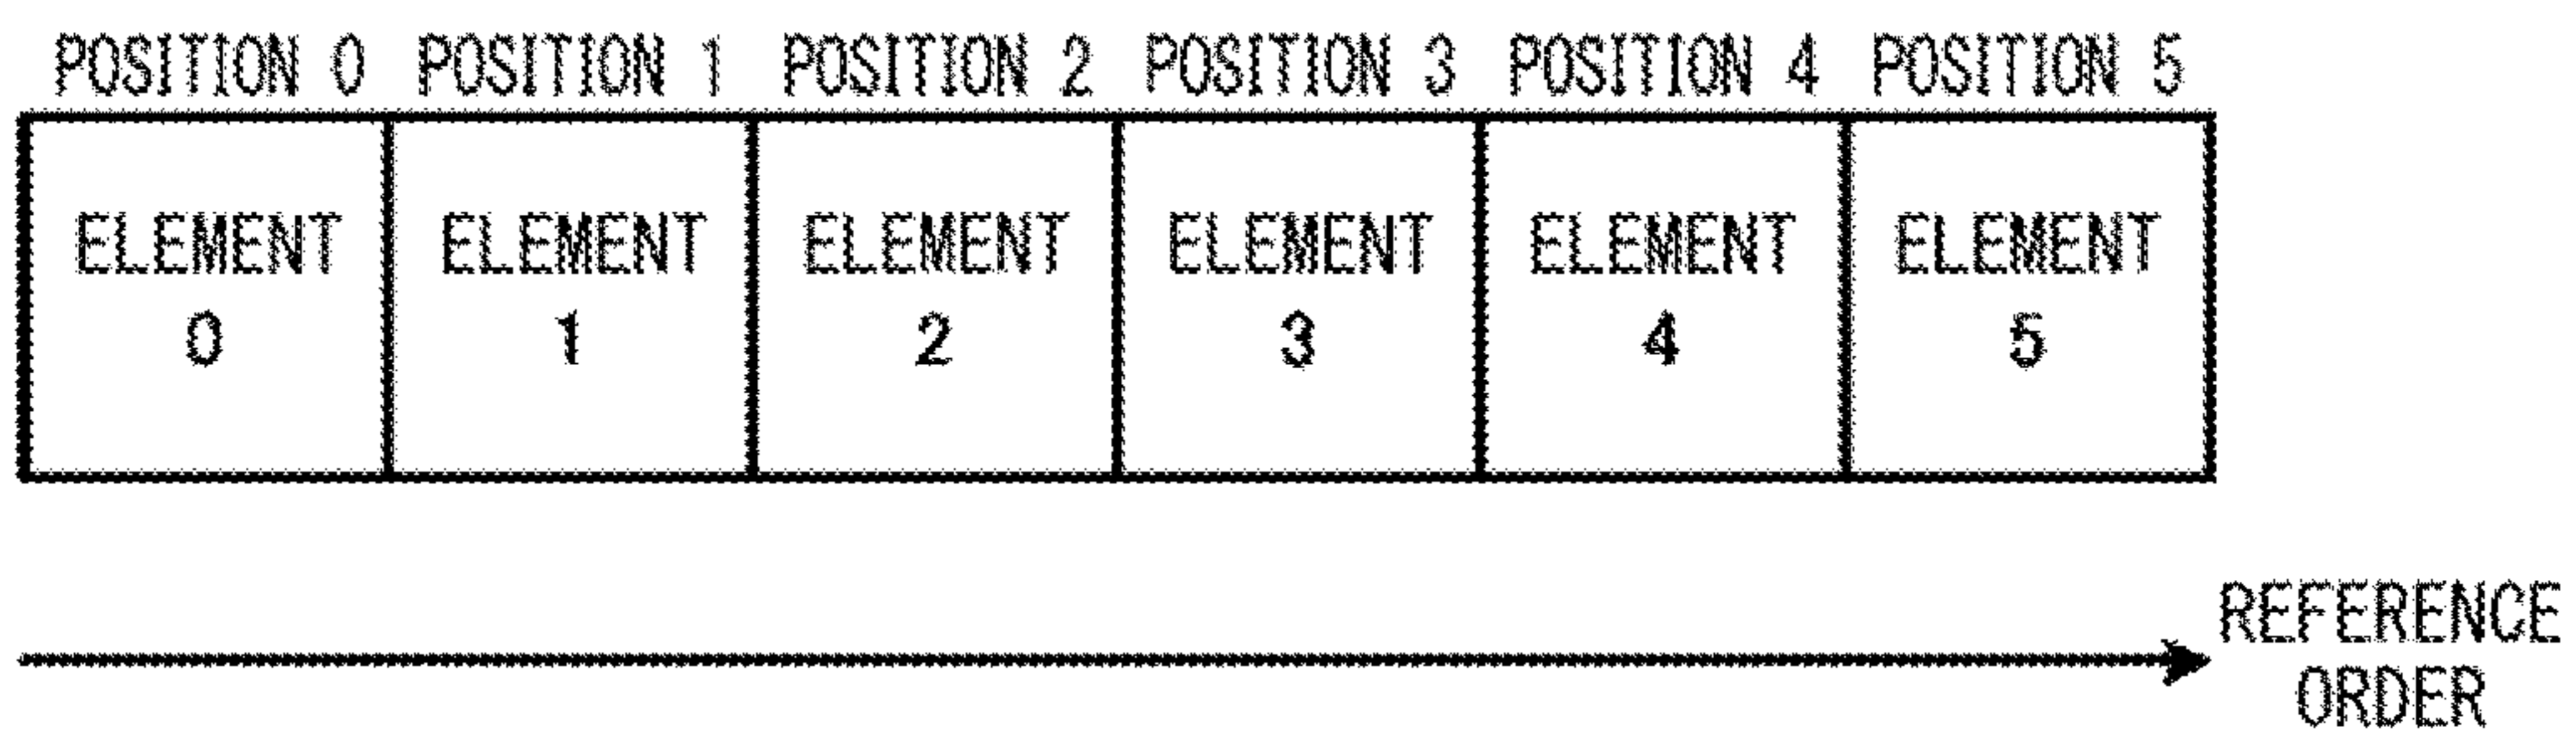 POSITION 0 POSITION 1 POSITION 2 POSITION 3 POSITION 4 POSITION 5
ELEMENT ELEMENT ELEMENT ELEMENT ELEMENT ELEMENT
0 1 2 3 4 5
REFERENCE
ORDER